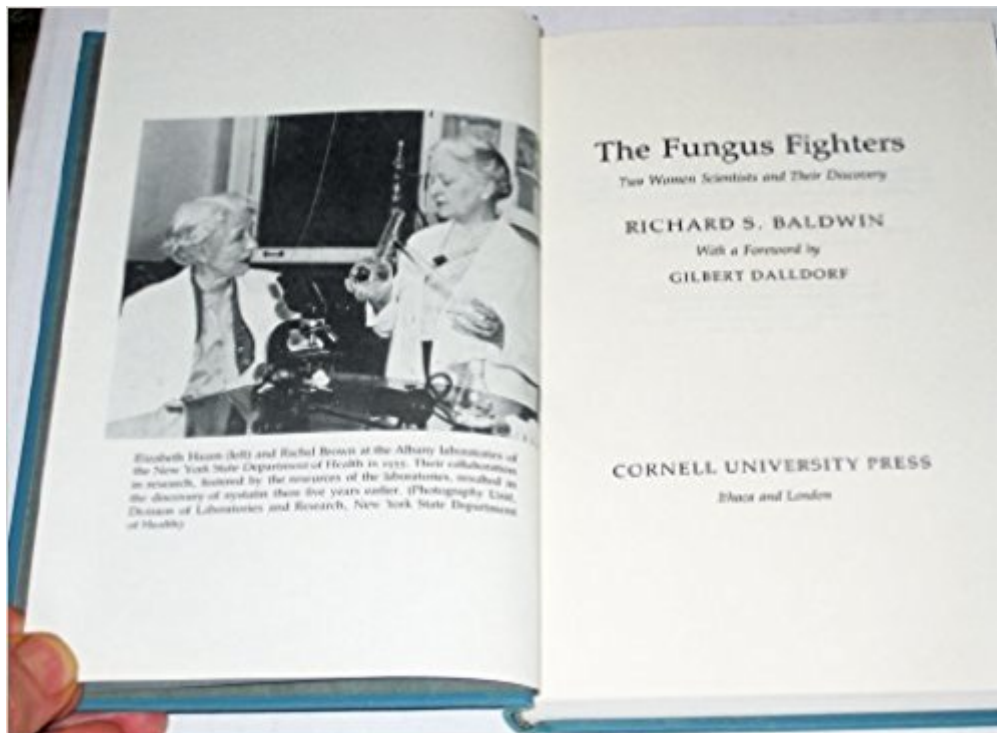 Elizabeth Hazen (left) and Rachel Brown at the Albany laboratories of
the New York State Department of Health in 1955. Their collaboration
in research, fostered by the resources of the laboratories, resulted in
the discovery of nystatin there five years earlier. (Photography Unit,
Division of Laboratories and Research, New York State Department
of Health)
The Fungus Fighters
Two Women Scientists and Their Discovery
RICHARD S. BALDWIN
With a Foreword by
GILBERT DALLDORF
CORNELL UNIVERSITY PRESS
Ithaca and London